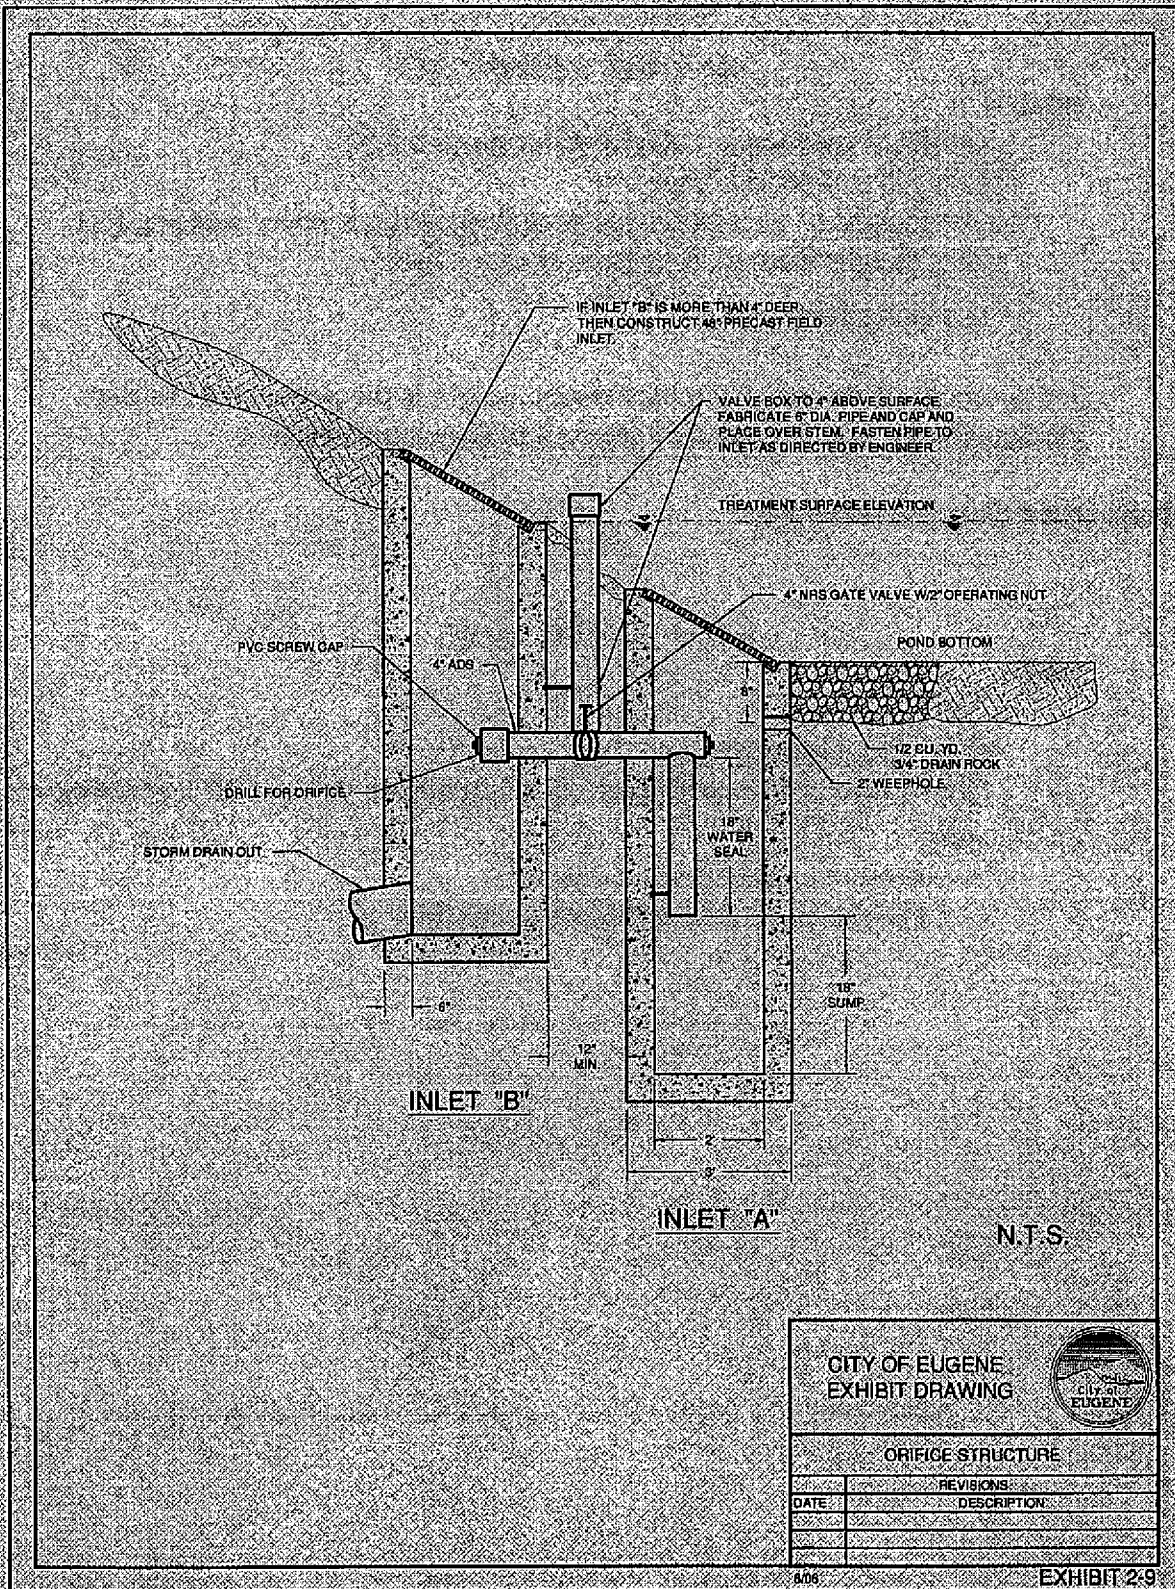 IF INLET "B" IS MORE THAN 4' DEEP,
THEN CONSTRUCT 48" PRECAST FIELD
INLET.
VALVE BOX TO 4" ABOVE SURFACE
FABRICATE 6" DIA. PIPE AND CAP AND
PLACE OVER STEM. FASTEN PIPE TO
INLET AS DIRECTED BY ENGINEER.
TREATMENT SURFACE ELEVATION
4" NRS GATE VALVE W/2" OPERATING NUT
POND BOTTOM
PVC SCREW CAP
4" ADS
8"
1/2 CU. YD.
3/4" DRAIN ROCK
2" WEEPHOLE
DRILL FOR ORIFICE
18"
WATER
SEAL
STORM DRAIN OUT
18"
SUMP
6"
12"
MIN.
INLET "B"
2'
3'
INLET "A"
N.T.S.
CITY OF EUGENE
EXHIBIT DRAWING
City of
EUGENE
ORIFICE STRUCTURE
REVISIONS
DATE DESCRIPTION
6/06
EXHIBIT 2-9